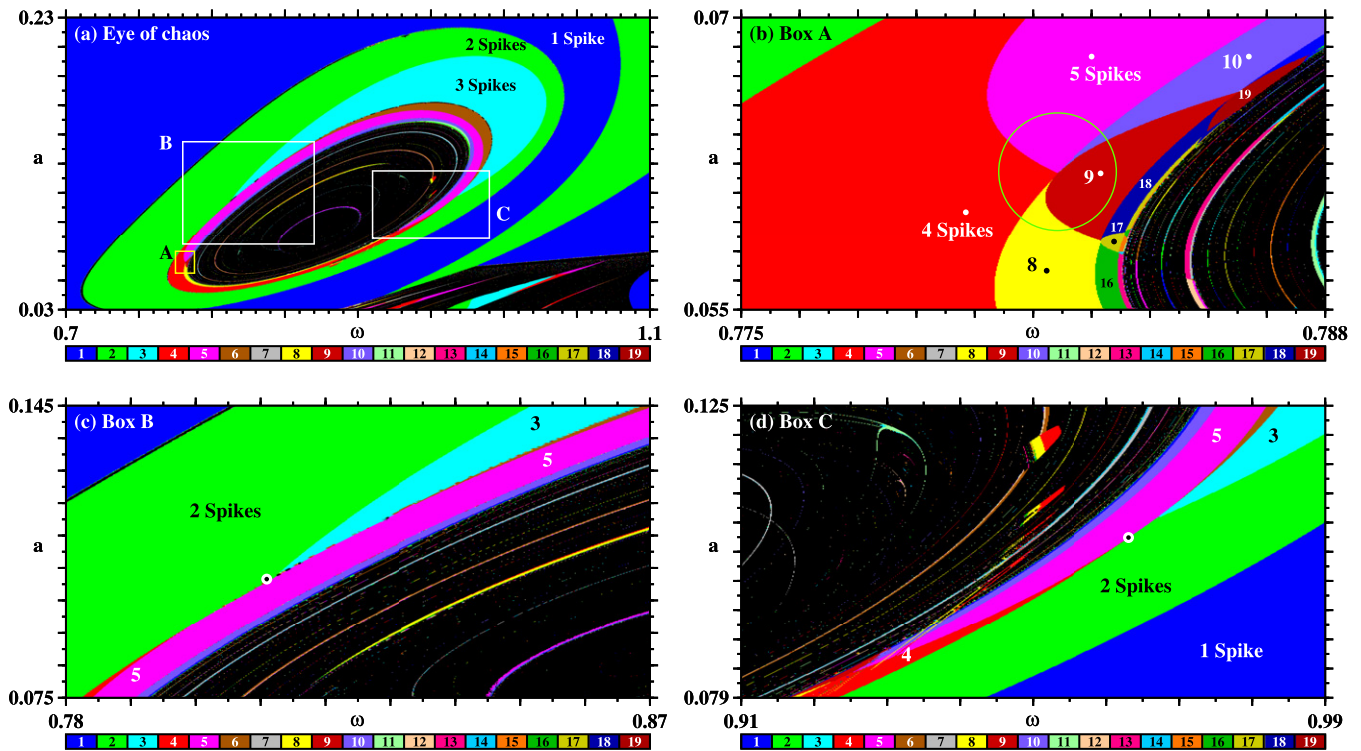 0.23
(a) Eye of chaos
1 Spike
2 Spikes
3 Spikes
B
a
C
A
0.03
0.7
ω
1.1
1 2 3 4 5 6 7 8 9 10 11 12 13 14 15 16 17 18 19
0.07
(b) Box A
10
5 Spikes
19
a
9
18
4 Spikes
17
8
16
0.055
0.775
ω
0.788
1 2 3 4 5 6 7 8 9 10 11 12 13 14 15 16 17 18 19
0.145
(c) Box B
3
5
2 Spikes
a
5
0.075
0.78
ω
0.87
1 2 3 4 5 6 7 8 9 10 11 12 13 14 15 16 17 18 19
0.125
(d) Box C
5
3
a
2 Spikes
4
1 Spike
0.079
0.91
ω
0.99
1 2 3 4 5 6 7 8 9 10 11 12 13 14 15 16 17 18 19